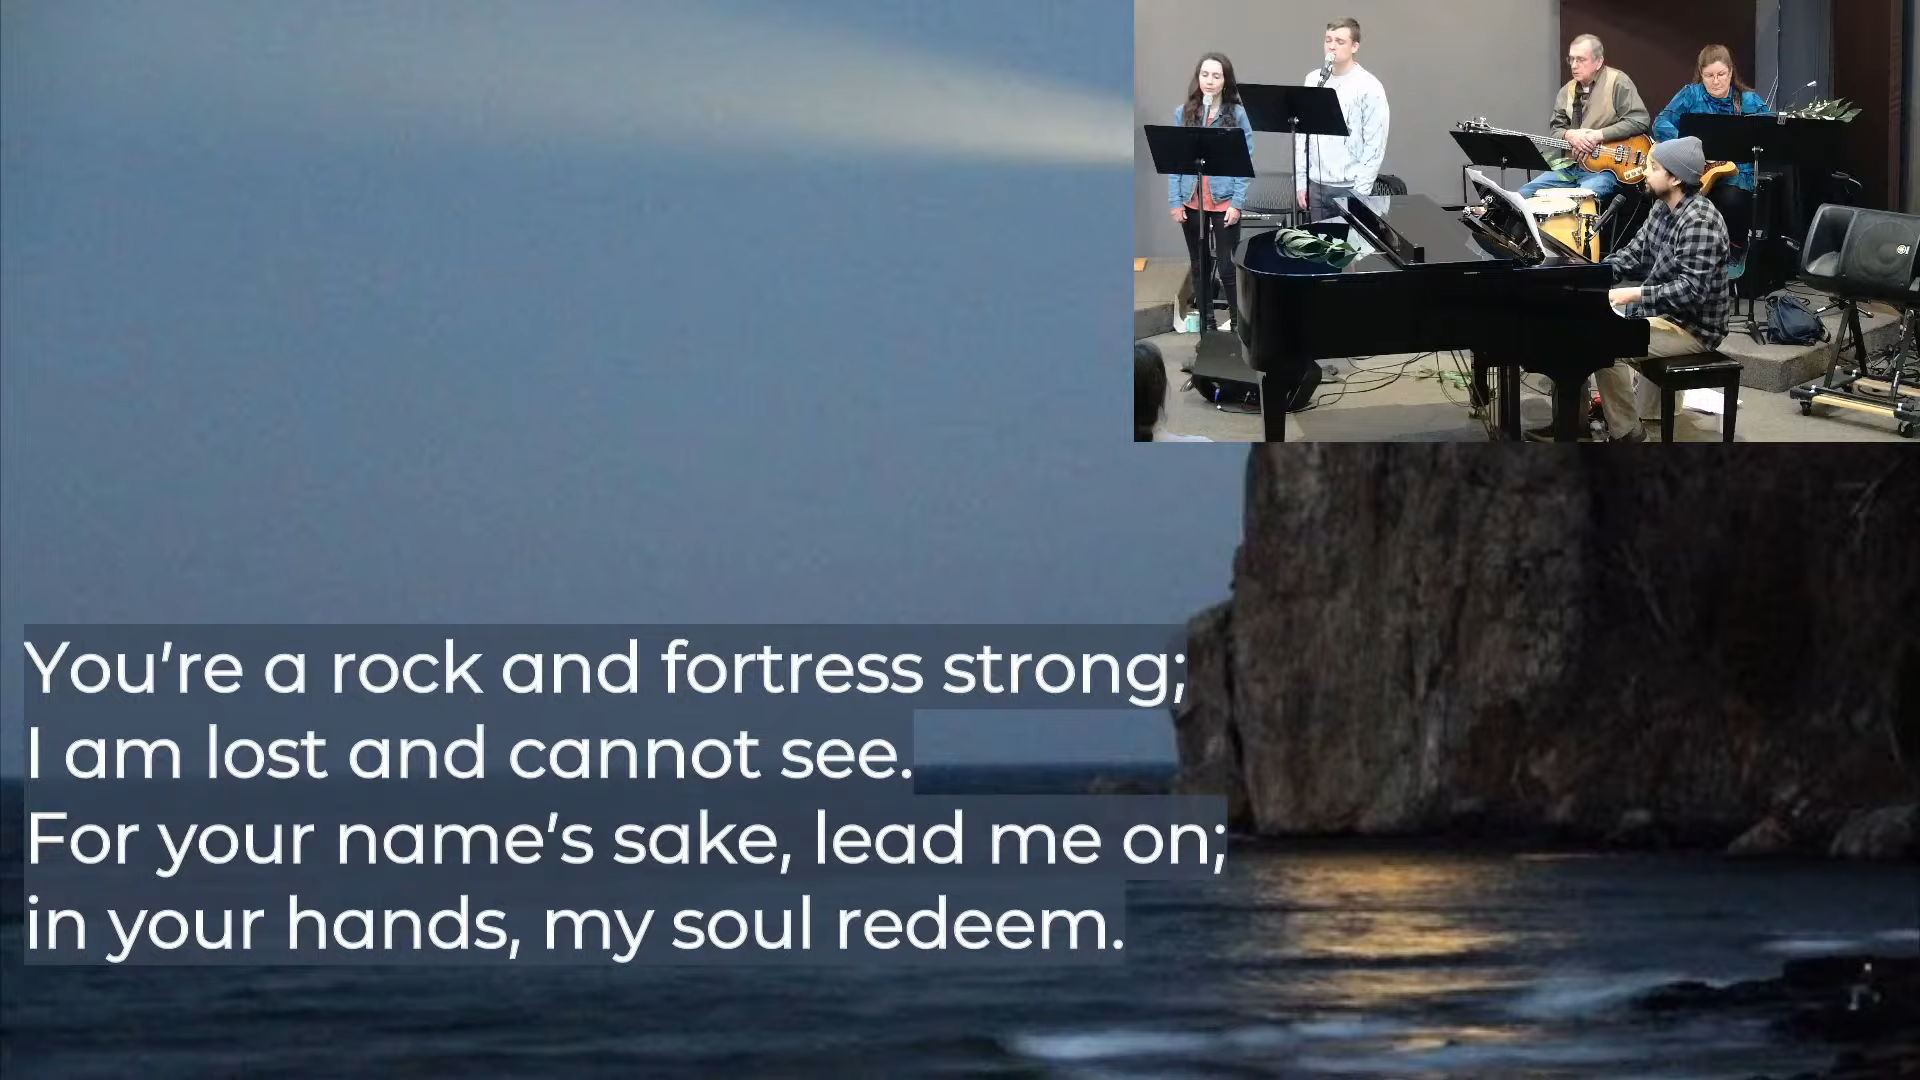 You’re a rock and fortress strong;
I am lost and cannot see.
For your name’s sake, lead me on;
in your hands, my soul redeem.